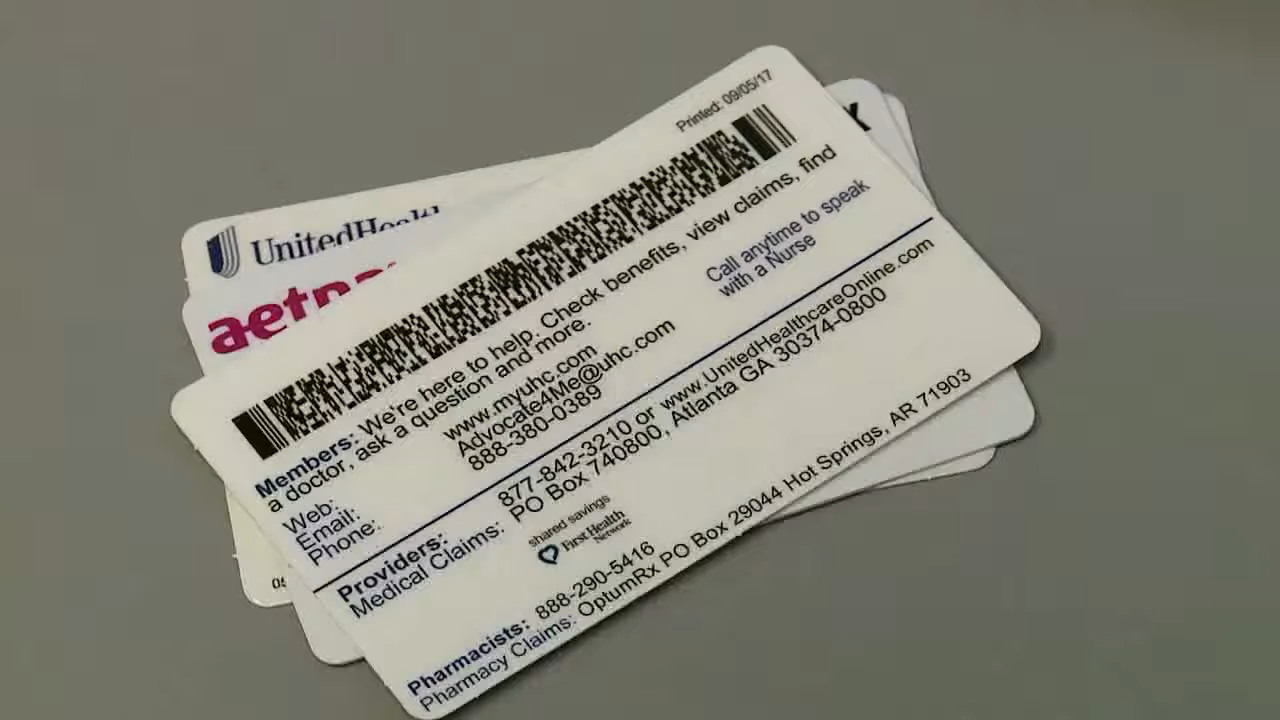 Printed: 09/05/17
UnitedHealth
aetna
Members: We're here to help. Check benefits, view claims, find
a doctor, ask a question and more.
Web: www.myuhc.com
Email: Advocate4Me@uhc.com
Phone: 888-380-0389
Call anytime to speak
with a Nurse
Providers: 877-842-3210 or www.UnitedHealthcareOnline.com
Medical Claims: PO Box 740800, Atlanta GA 30374-0800
shared savings
First Health
Network
Pharmacists: 888-290-5416
Pharmacy Claims: OptumRx PO Box 29044 Hot Springs, AR 71903